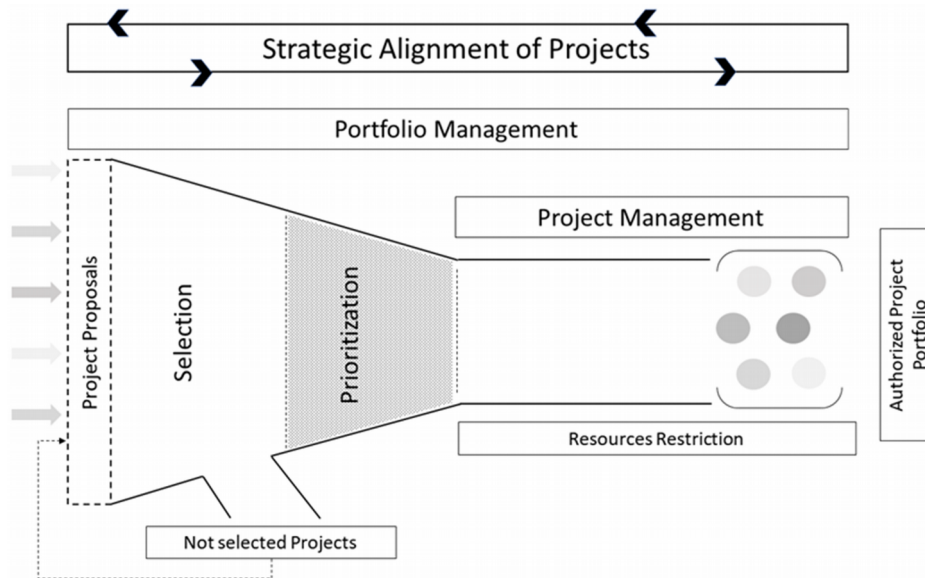 Strategic Alignment of Projects
Portfolio Management
Project Management
Project Proposals
Selection
Prioritization
Authorized Project
Portfolio
Resources Restriction
Not selected Projects